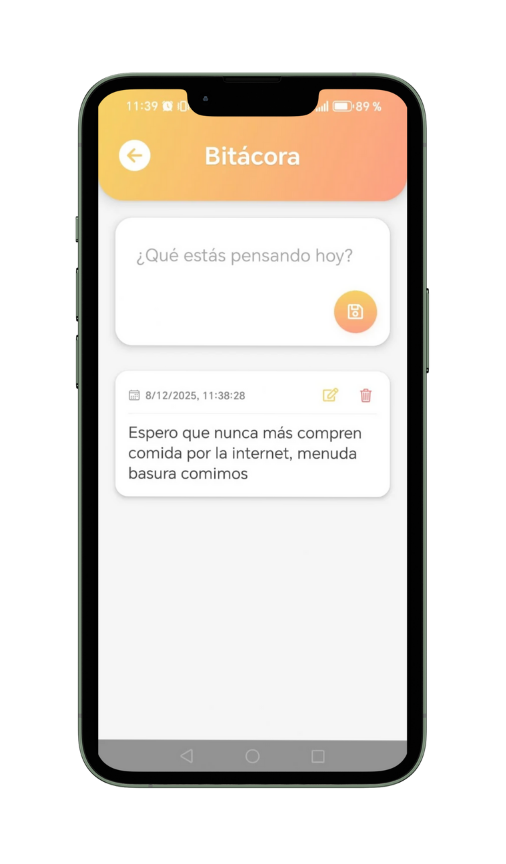 11:39 89 %
Bitácora
¿Qué estás pensando hoy?
8/12/2025, 11:38:28
Espero que nunca más compren
comida por la internet, menuda
basura comimos